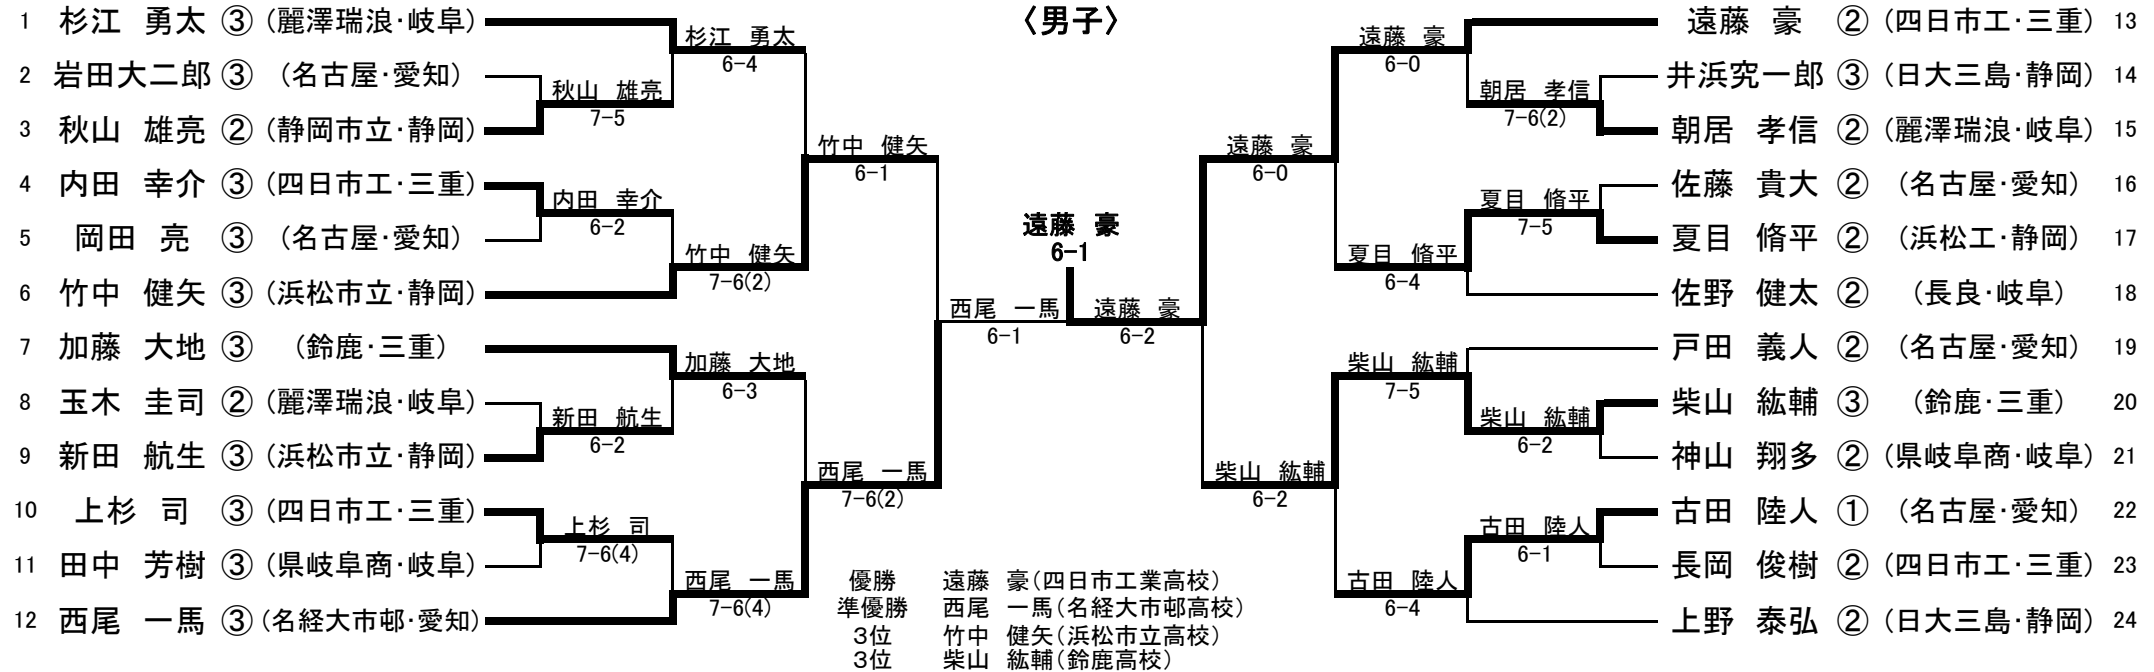 〈男子〉
1 杉江 勇太 ③ (麗澤瑞浪・岐阜)
2 岩田大二郎 ③ (名古屋・愛知)
3 秋山 雄亮 ② (静岡市立・静岡)
4 内田 幸介 ③ (四日市工・三重)
5 岡田 亮 ③ (名古屋・愛知)
6 竹中 健矢 ③ (浜松市立・静岡)
7 加藤 大地 ③ (鈴鹿・三重)
8 玉木 圭司 ② (麗澤瑞浪・岐阜)
9 新田 航生 ③ (浜松市立・静岡)
10 上杉 司 ③ (四日市工・三重)
11 田中 芳樹 ③ (県岐阜商・岐阜)
12 西尾 一馬 ③ (名経大市邨・愛知)
秋山 雄亮
7-5
内田 幸介
6-2
新田 航生
6-2
上杉 司
7-6(4)
杉江 勇太
6-4
竹中 健矢
7-6(2)
加藤 大地
6-3
西尾 一馬
7-6(4)
竹中 健矢
6-1
西尾 一馬
7-6(2)
西尾 一馬
6-1
遠藤 豪
6-1
遠藤 豪
6-2
遠藤 豪
6-0
柴山 紘輔
6-2
遠藤 豪
6-0
夏目 脩平
6-4
柴山 紘輔
7-5
古田 陸人
6-4
朝居 孝信
7-6(2)
夏目 脩平
7-5
柴山 紘輔
6-2
古田 陸人
6-1
遠藤 豪 ② (四日市工・三重) 13
井浜究一郎 ③ (日大三島・静岡) 14
朝居 孝信 ② (麗澤瑞浪・岐阜) 15
佐藤 貴大 ② (名古屋・愛知) 16
夏目 脩平 ② (浜松工・静岡) 17
佐野 健太 ② (長良・岐阜) 18
戸田 義人 ② (名古屋・愛知) 19
柴山 紘輔 ③ (鈴鹿・三重) 20
神山 翔多 ② (県岐阜商・岐阜) 21
古田 陸人 ① (名古屋・愛知) 22
長岡 俊樹 ② (四日市工・三重) 23
上野 泰弘 ② (日大三島・静岡) 24
優勝 遠藤 豪(四日市工業高校)
準優勝 西尾 一馬(名経大市邨高校)
3位 竹中 健矢(浜松市立高校)
3位 柴山 紘輔(鈴鹿高校)